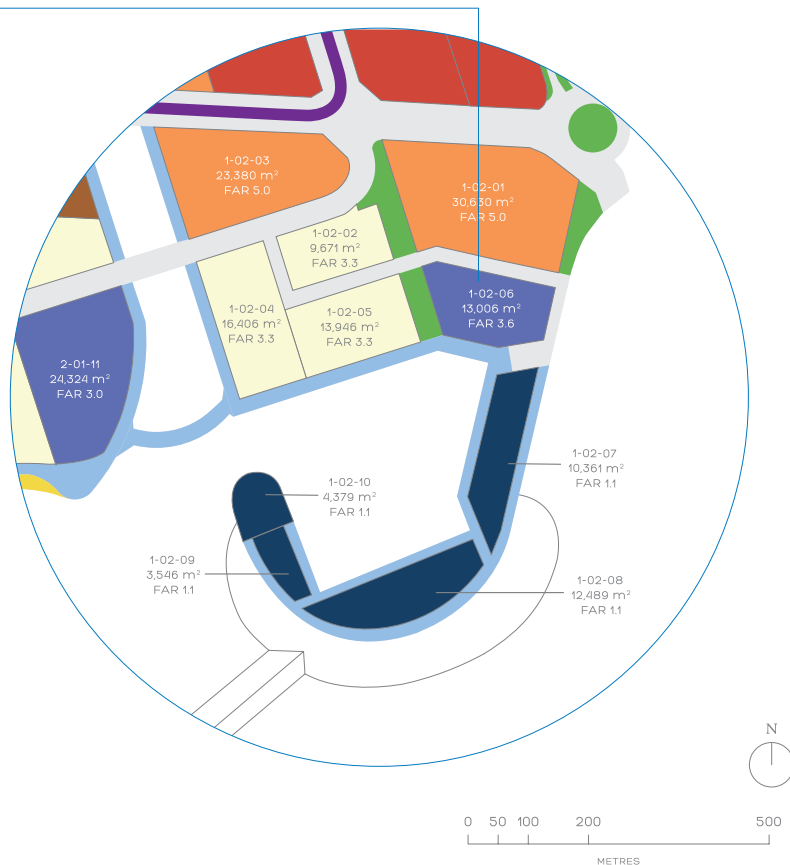 1-02-03
23,380 m²
FAR 5.0
1-02-01
30,630 m²
FAR 5.0
1-02-02
9,671 m²
FAR 3.3
1-02-04
16,406 m²
FAR 3.3
1-02-05
13,946 m²
FAR 3.3
1-02-06
13,006 m²
FAR 3.6
2-01-11
24,324 m²
FAR 3.0
1-02-07
10,361 m²
FAR 1.1
1-02-10
4,379 m²
FAR 1.1
1-02-09
3,546 m²
FAR 1.1
1-02-08
12,489 m²
FAR 1.1
N
0 50 100 200 500
METRES